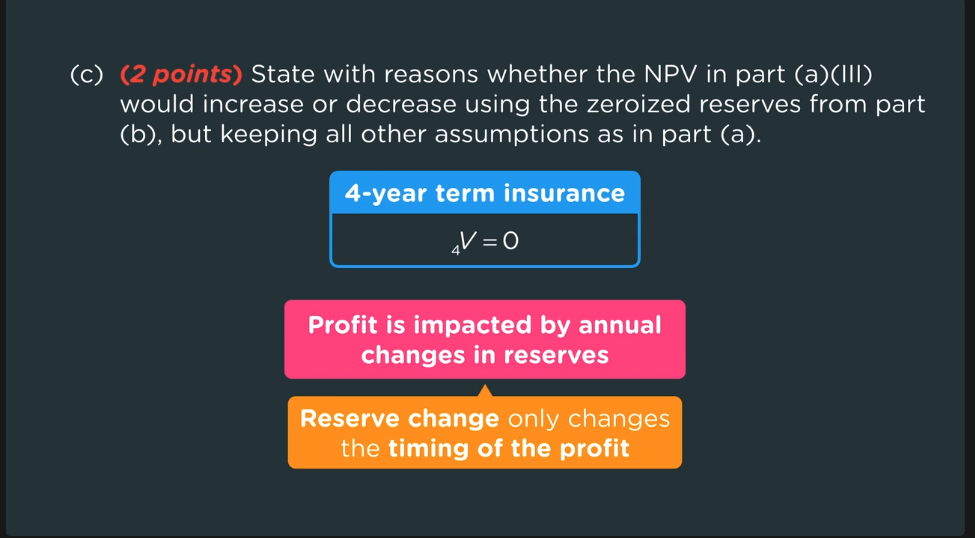 (c) (2 points) State with reasons whether the NPV in part (a)(III)
would increase or decrease using the zeroized reserves from part
(b), but keeping all other assumptions as in part (a).
4-year term insurance
₄V = 0
Profit is impacted by annual
changes in reserves
Reserve change only changes
the timing of the profit